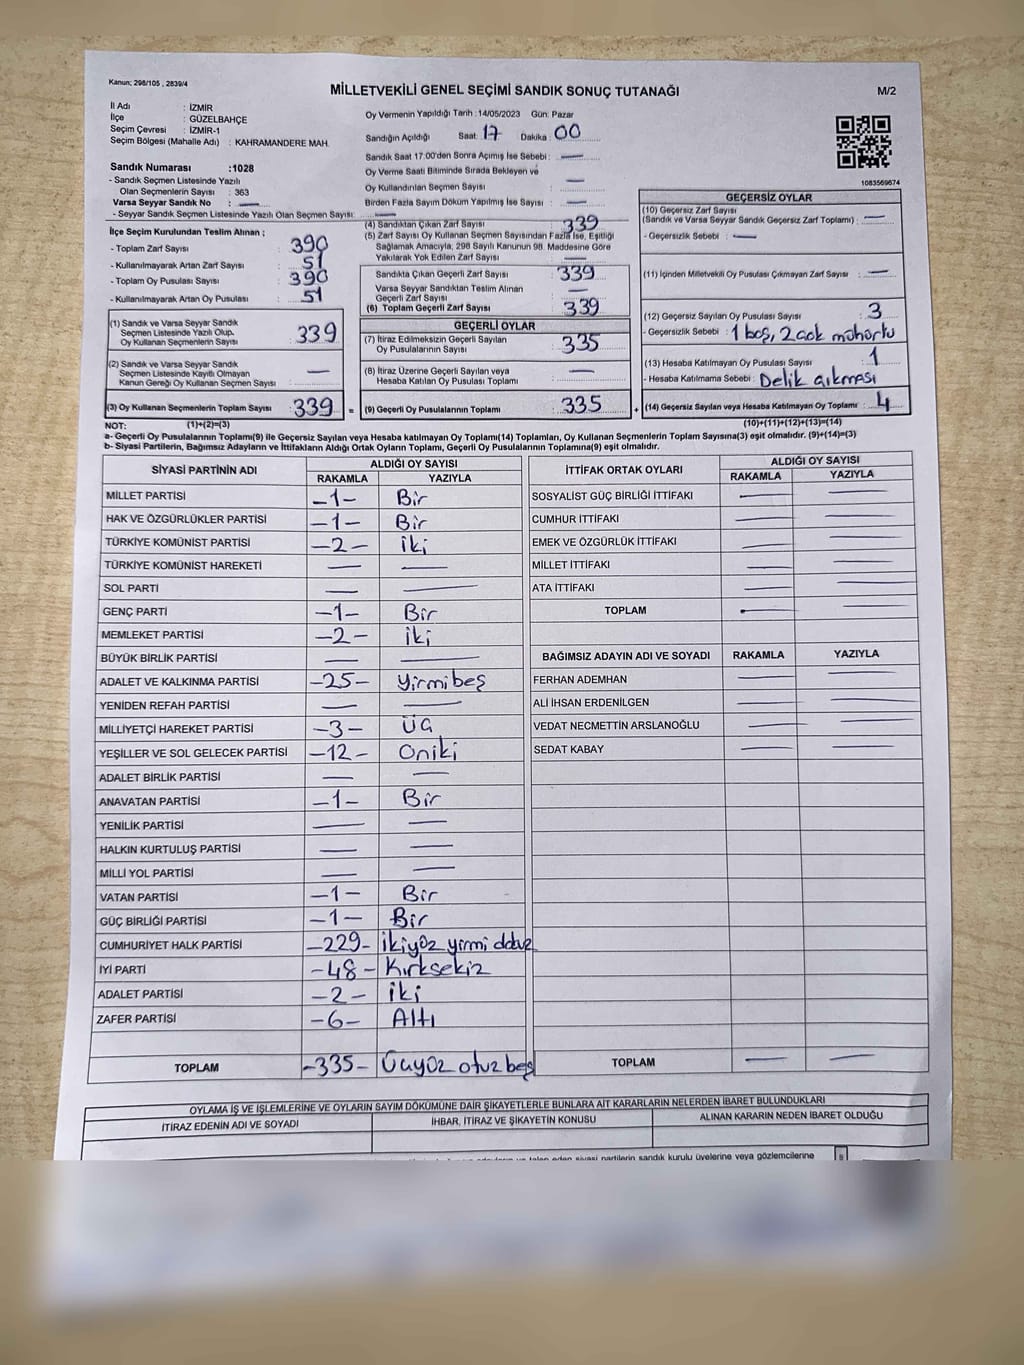 Kanun; 298/105 , 2839/4
MİLLETVEKİLİ GENEL SEÇİMİ SANDIK SONUÇ TUTANAĞI
M/2
İl Adı : İZMİR
İlçe : GÜZELBAHÇE
Seçim Çevresi : İZMİR-1
Seçim Bölgesi (Mahalle Adı) : KAHRAMANDERE MAH.
Sandık Numarası :1028
- Sandık Seçmen Listesinde Yazılı
Olan Seçmenlerin Sayısı : 363
Varsa Seyyar Sandık No : —
- Seyyar Sandık Seçmen Listesinde Yazılı Olan Seçmen Sayısı: —
Oy Vermenin Yapıldığı Tarih :14/05/2023 Gün: Pazar
Sandığın Açıldığı Saat: 17 Dakika : 00
Sandık Saat 17:00'den Sonra Açımış İse Sebebi : —
Oy Verme Saati Bitiminde Sırada Bekleyen ve
Oy Kullandırılan Seçmen Sayısı : —
Birden Fazla Sayım Döküm Yapılmış İse Sayısı : —
1083569674
İlçe Seçim Kurulundan Teslim Alınan ;
- Toplam Zarf Sayısı : 390
- Kullanılmayarak Artan Zarf Sayısı : 51
- Toplam Oy Pusulası Sayısı : 390
- Kullanılmayarak Artan Oy Pusulası : 51
(1) Sandık ve Varsa Seyyar Sandık
Seçmen Listesinde Yazılı Olup,
Oy Kullanan Seçmenlerin Sayısı : 339
(2) Sandık ve Varsa Seyyar Sandık
Seçmen Listesinde Kayıtlı Olmayan
Kanun Gereği Oy Kullanan Seçmen Sayısı : —
(3) Oy Kullanan Seçmenlerin Toplam Sayısı : 339 =
(4) Sandıktan Çıkan Zarf Sayısı : 339
(5) Zarf Sayısı Oy Kullanan Seçmen Sayısından Fazla İse, Eşitliği
Sağlamak Amacıyla, 298 Sayılı Kanunun 98. Maddesine Göre
Yakılarak Yok Edilen Zarf Sayısı : —
Sandıkta Çıkan Geçerli Zarf Sayısı : 339
Varsa Seyyar Sandıktan Teslim Alınan
Geçerli Zarf Sayısı : —
(6) Toplam Geçerli Zarf Sayısı : 339
GEÇERLİ OYLAR
(7) İtiraz Edilmeksizin Geçerli Sayılan
Oy Pusulalarının Sayısı : 335
(8) İtiraz Üzerine Geçerli Sayılan veya
Hesaba Katılan Oy Pusulası Toplamı : —
(9) Geçerli Oy Pusulalarının Toplamı : 335 +
GEÇERSİZ OYLAR
(10) Geçersiz Zarf Sayısı
(Sandık ve Varsa Seyyar Sandık Geçersiz Zarf Toplamı) : —
- Geçersizlik Sebebi : —
(11) İçinden Milletvekili Oy Pusulası Çıkmayan Zarf Sayısı : —
(12) Geçersiz Sayılan Oy Pusulası Sayısı : 3
- Geçersizlik Sebebi : 1 boş, 2 çok mühürlü
(13) Hesaba Katılmayan Oy Pusulası Sayısı : 1
- Hesaba Katılmama Sebebi : Delik çıkması
(14) Geçersiz Sayılan veya Hesaba Katılmayan Oy Toplamı : 4
NOT: (1)+(2)=(3) (10)+(11)+(12)+(13)=(14)
a- Geçerli Oy Pusulalarının Toplamı(9) ile Geçersiz Sayılan veya Hesaba katılmayan Oy Toplamı(14) Toplamları, Oy Kullanan Seçmenlerin Toplam Sayısına(3) eşit olmalıdır. (9)+(14)=(3)
b- Siyasi Partilerin, Bağımsız Adayların ve İttifakların Aldığı Ortak Oyların Toplamı, Geçerli Oy Pusulalarının Toplamına(9) eşit olmalıdır.
SİYASİ PARTİNİN ADI ALDIĞI OY SAYISI
RAKAMLA YAZIYLA
MİLLET PARTİSİ -1- Bir
HAK VE ÖZGÜRLÜKLER PARTİSİ -1- Bir
TÜRKİYE KOMÜNİST PARTİSİ -2- iki
TÜRKİYE KOMÜNİST HAREKETİ — —
SOL PARTİ — —
GENÇ PARTİ -1- Bir
MEMLEKET PARTİSİ -2- iki
BÜYÜK BİRLİK PARTİSİ — —
ADALET VE KALKINMA PARTİSİ -25- Yirmibeş
YENİDEN REFAH PARTİSİ — —
MİLLİYETÇİ HAREKET PARTİSİ -3- Üç
YEŞİLLER VE SOL GELECEK PARTİSİ -12- Oniki
ADALET BİRLİK PARTİSİ — —
ANAVATAN PARTİSİ -1- Bir
YENİLİK PARTİSİ — —
HALKIN KURTULUŞ PARTİSİ — —
MİLLİ YOL PARTİSİ — —
VATAN PARTİSİ -1- Bir
GÜÇ BİRLİĞİ PARTİSİ -1- Bir
CUMHURİYET HALK PARTİSİ -229- İkiyüz yirmi dokuz
İYİ PARTİ -48- Kırksekiz
ADALET PARTİSİ -2- iki
ZAFER PARTİSİ -6- Altı
TOPLAM -335- Üçyüz otuz beş
İTTİFAK ORTAK OYLARI ALDIĞI OY SAYISI
RAKAMLA YAZIYLA
SOSYALİST GÜÇ BİRLİĞİ İTTİFAKI — —
CUMHUR İTTİFAKI — —
EMEK VE ÖZGÜRLÜK İTTİFAKI — —
MİLLET İTTİFAKI — —
ATA İTTİFAKI — —
TOPLAM — —
BAĞIMSIZ ADAYIN ADI VE SOYADI RAKAMLA YAZIYLA
FERHAN ADEMHAN — —
ALİ İHSAN ERDENİLGEN — —
VEDAT NECMETTİN ARSLANOĞLU — —
SEDAT KABAY — —
TOPLAM — —
OYLAMA İŞ VE İŞLEMLERİNE VE OYLARIN SAYIM DÖKÜMÜNE DAİR ŞİKAYETLERLE BUNLARA AİT KARARLARIN NELERDEN İBARET BULUNDUKLARI
İTİRAZ EDENİN ADI VE SOYADI İHBAR, İTİRAZ VE ŞİKAYETİN KONUSU ALINAN KARARIN NEDEN İBARET OLDUĞU
talep eden siyasi partilerin sandık kurulu üyelerine veya gözlemcilerine